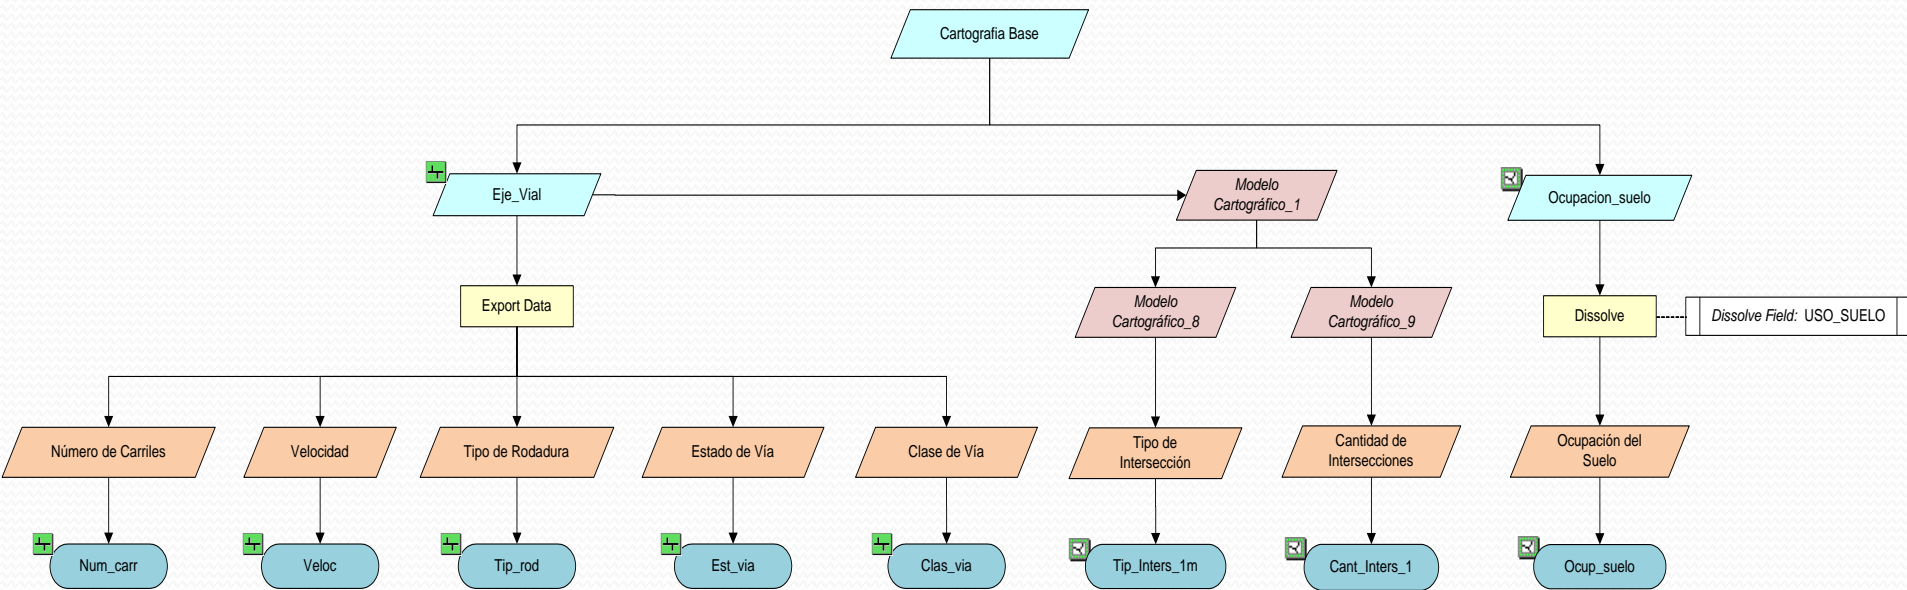 Cartografia Base
Eje_Vial
Modelo
Cartográfico_1
Ocupacion_suelo
Export Data
Modelo
Cartográfico_8
Modelo
Cartográfico_9
Dissolve
Dissolve Field: USO_SUELO
Número de Carriles
Velocidad
Tipo de Rodadura
Estado de Vía
Clase de Vía
Tipo de
Intersección
Cantidad de
Intersecciones
Ocupación del
Suelo
Num_carr
Veloc
Tip_rod
Est_via
Clas_via
Tip_Inters_1m
Cant_Inters_1
Ocup_suelo